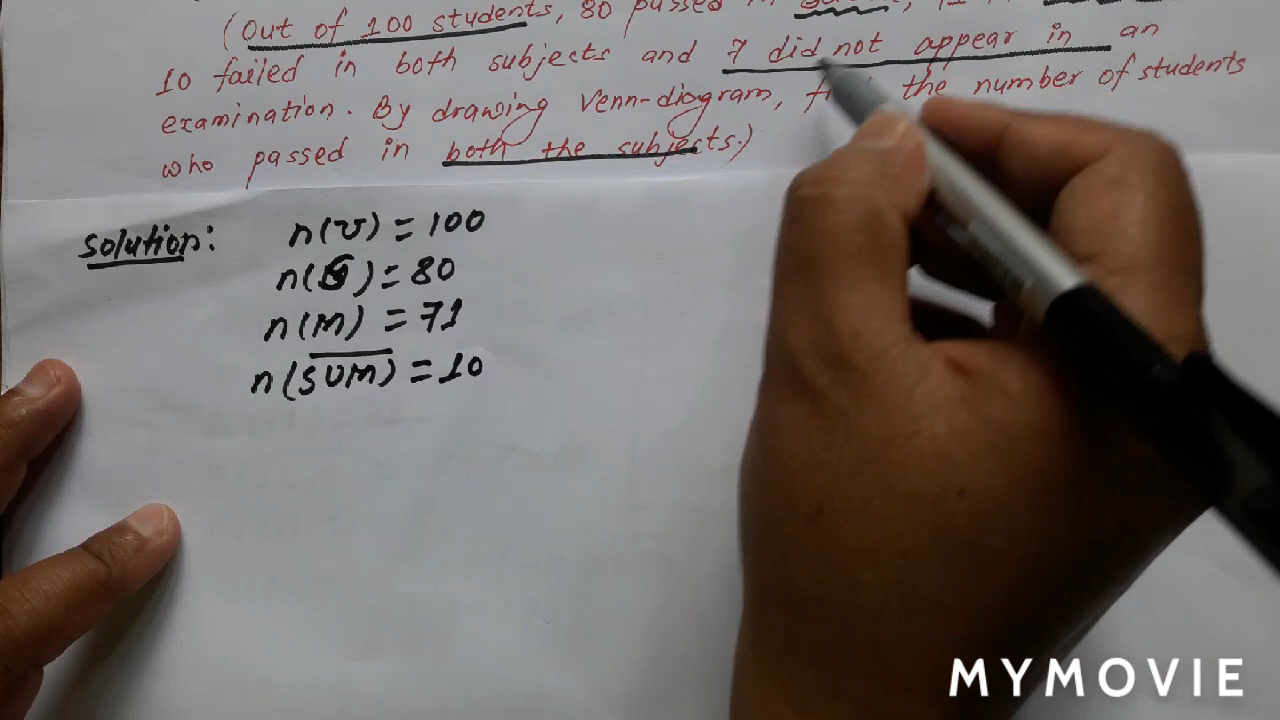 (Out of 100 students, 80 passed in
10 failed in both subjects and 7 did not appear in an
examination. By drawing Venn-diagram, the number of students
who passed in both the subjects.)
Solution: n(U) = 100
n(S) = 80
n(M) = 71
n(\overline{SUM}) = 10
MYMOVIE